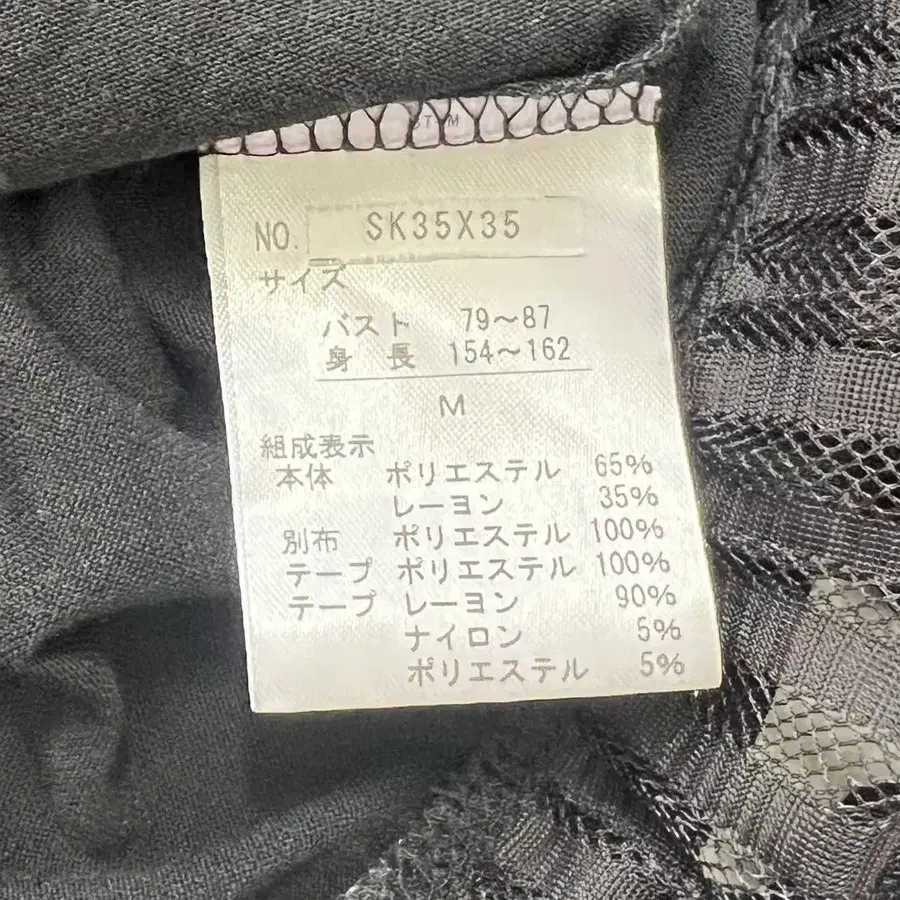 NO. SK35X35
サイズ
バスト 79～87
身長 154～162
M
組成表示
本体 ポリエステル 65%
レーヨン 35%
別布 ポリエステル 100%
テープ ポリエステル 100%
テープ レーヨン 90%
ナイロン 5%
ポリエステル 5%